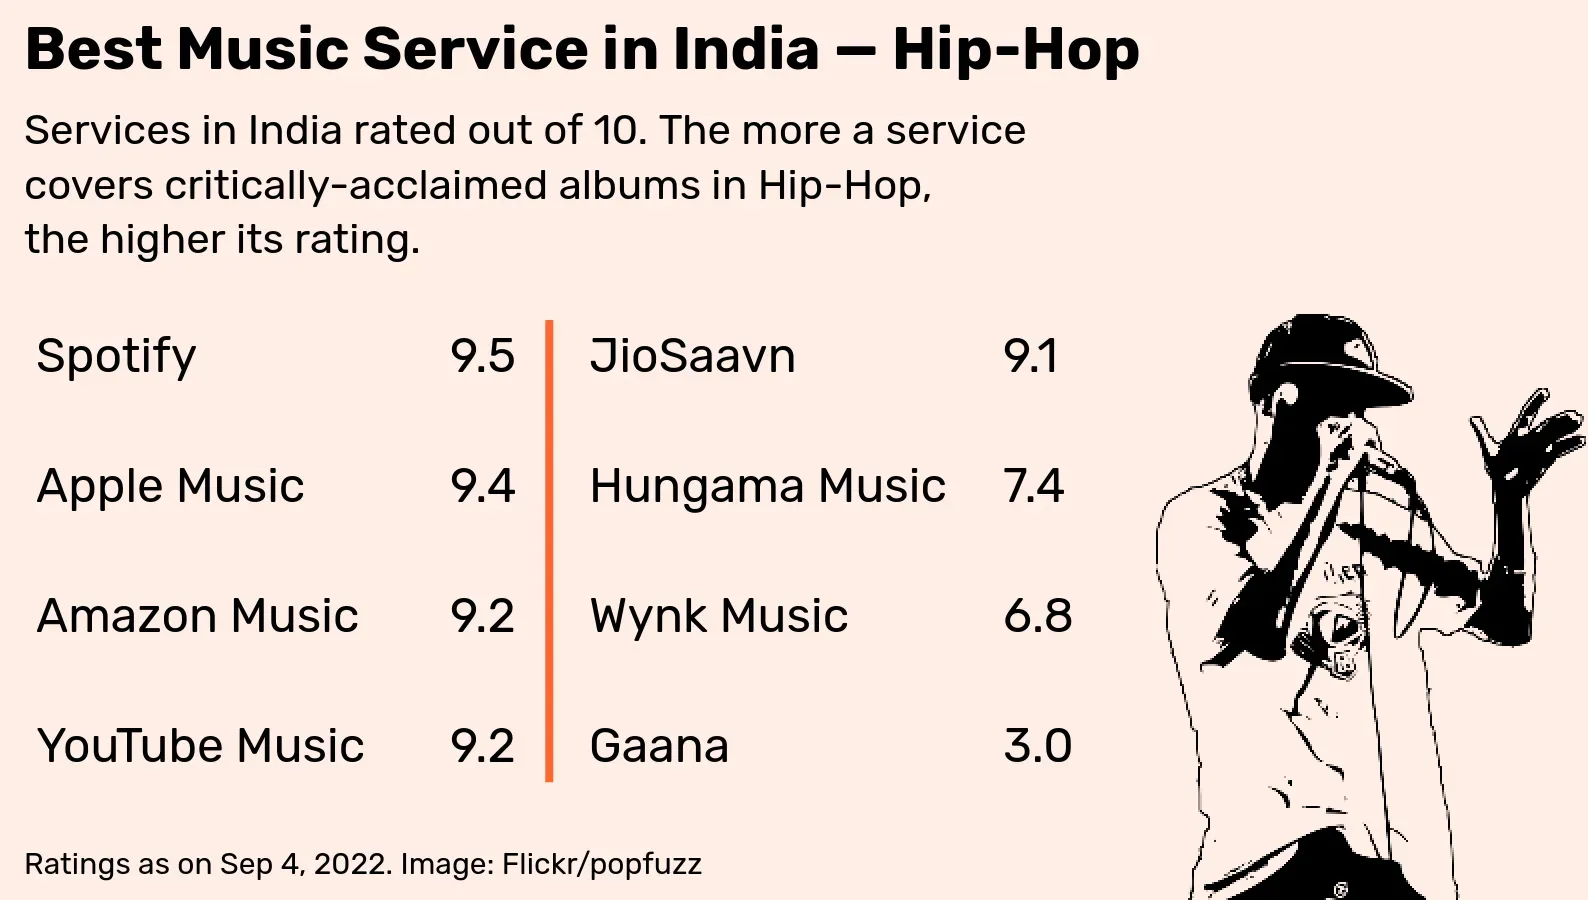 Best Music Service in India — Hip-Hop
Services in India rated out of 10. The more a service
covers critically-acclaimed albums in Hip-Hop,
the higher its rating.
Spotify 9.5
Apple Music 9.4
Amazon Music 9.2
YouTube Music 9.2
JioSaavn 9.1
Hungama Music 7.4
Wynk Music 6.8
Gaana 3.0
Ratings as on Sep 4, 2022. Image: Flickr/popfuzz